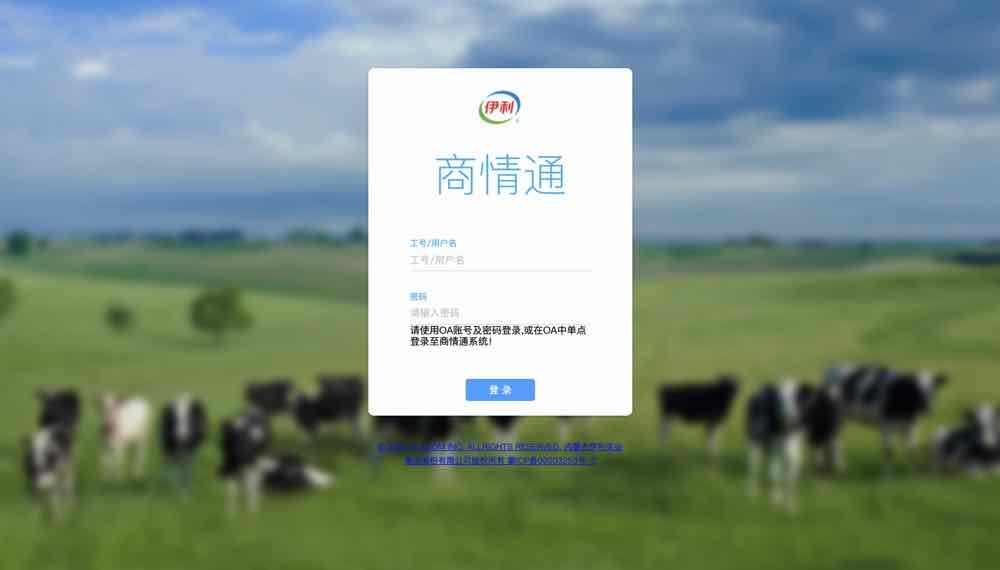 伊利
商情通
工号/用户名
工号/用户名
密码
请输入密码
请使用OA账号及密码登录,或在OA中单点
登录至商情通系统!
登 录
INC. ALL RIGHTS RESERVED. 内蒙古伊利实业
集团股份有限公司版权所有 蒙ICP备